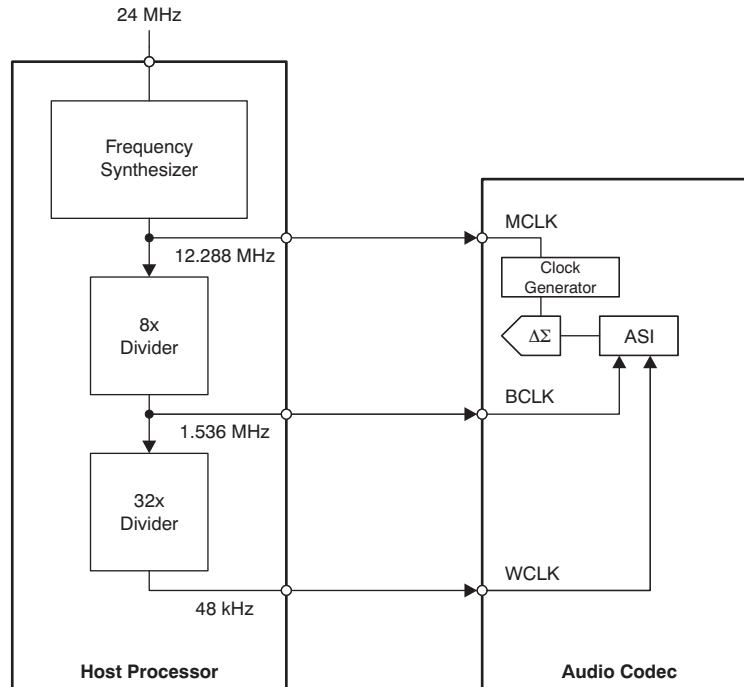 24 MHz
Frequency
Synthesizer
MCLK
12.288 MHz
Clock
Generator
8x
Divider
ΔΣ
ASI
BCLK
1.536 MHz
32x
Divider
WCLK
48 kHz
Host Processor
Audio Codec